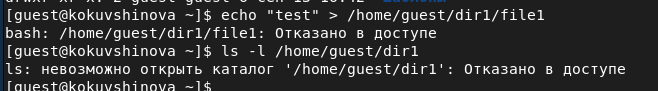 [guest@kokuvshinova ~]$ echo "test" > /home/guest/dir1/file1
bash: /home/guest/dir1/file1: Отказано в доступе
[guest@kokuvshinova ~]$ ls -l /home/guest/dir1
ls: невозможно открыть каталог '/home/guest/dir1': Отказано в доступе
[guest@kokuvshinova ~]$